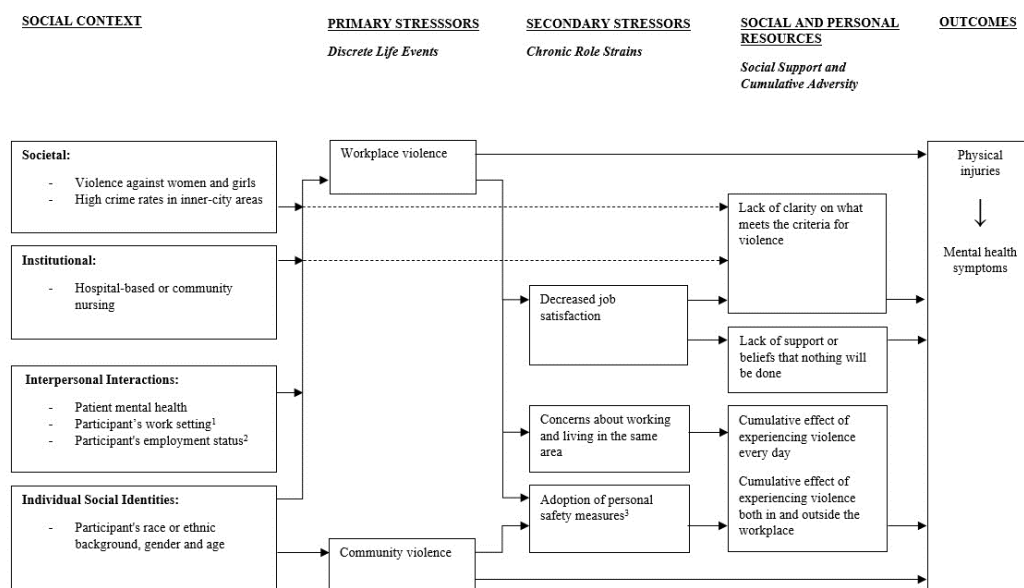 SOCIAL CONTEXT
PRIMARY STRESSSORS
Discrete Life Events
SECONDARY STRESSORS
Chronic Role Strains
SOCIAL AND PERSONAL
RESOURCES
Social Support and
Cumulative Adversity
OUTCOMES
Societal:
- Violence against women and girls
- High crime rates in inner-city areas
Institutional:
- Hospital-based or community
nursing
Interpersonal Interactions:
- Patient mental health
- Participant’s work setting¹
- Participant's employment status²
Individual Social Identities:
- Participant's race or ethnic
background, gender and age
Workplace violence
Community violence
Decreased job
satisfaction
Concerns about working
and living in the same
area
Adoption of personal
safety measures³
Lack of clarity on what
meets the criteria for
violence
Lack of support or
beliefs that nothing will
be done
Cumulative effect of
experiencing violence
every day
Cumulative effect of
experiencing violence
both in and outside the
workplace
Physical
injuries
Mental health
symptoms